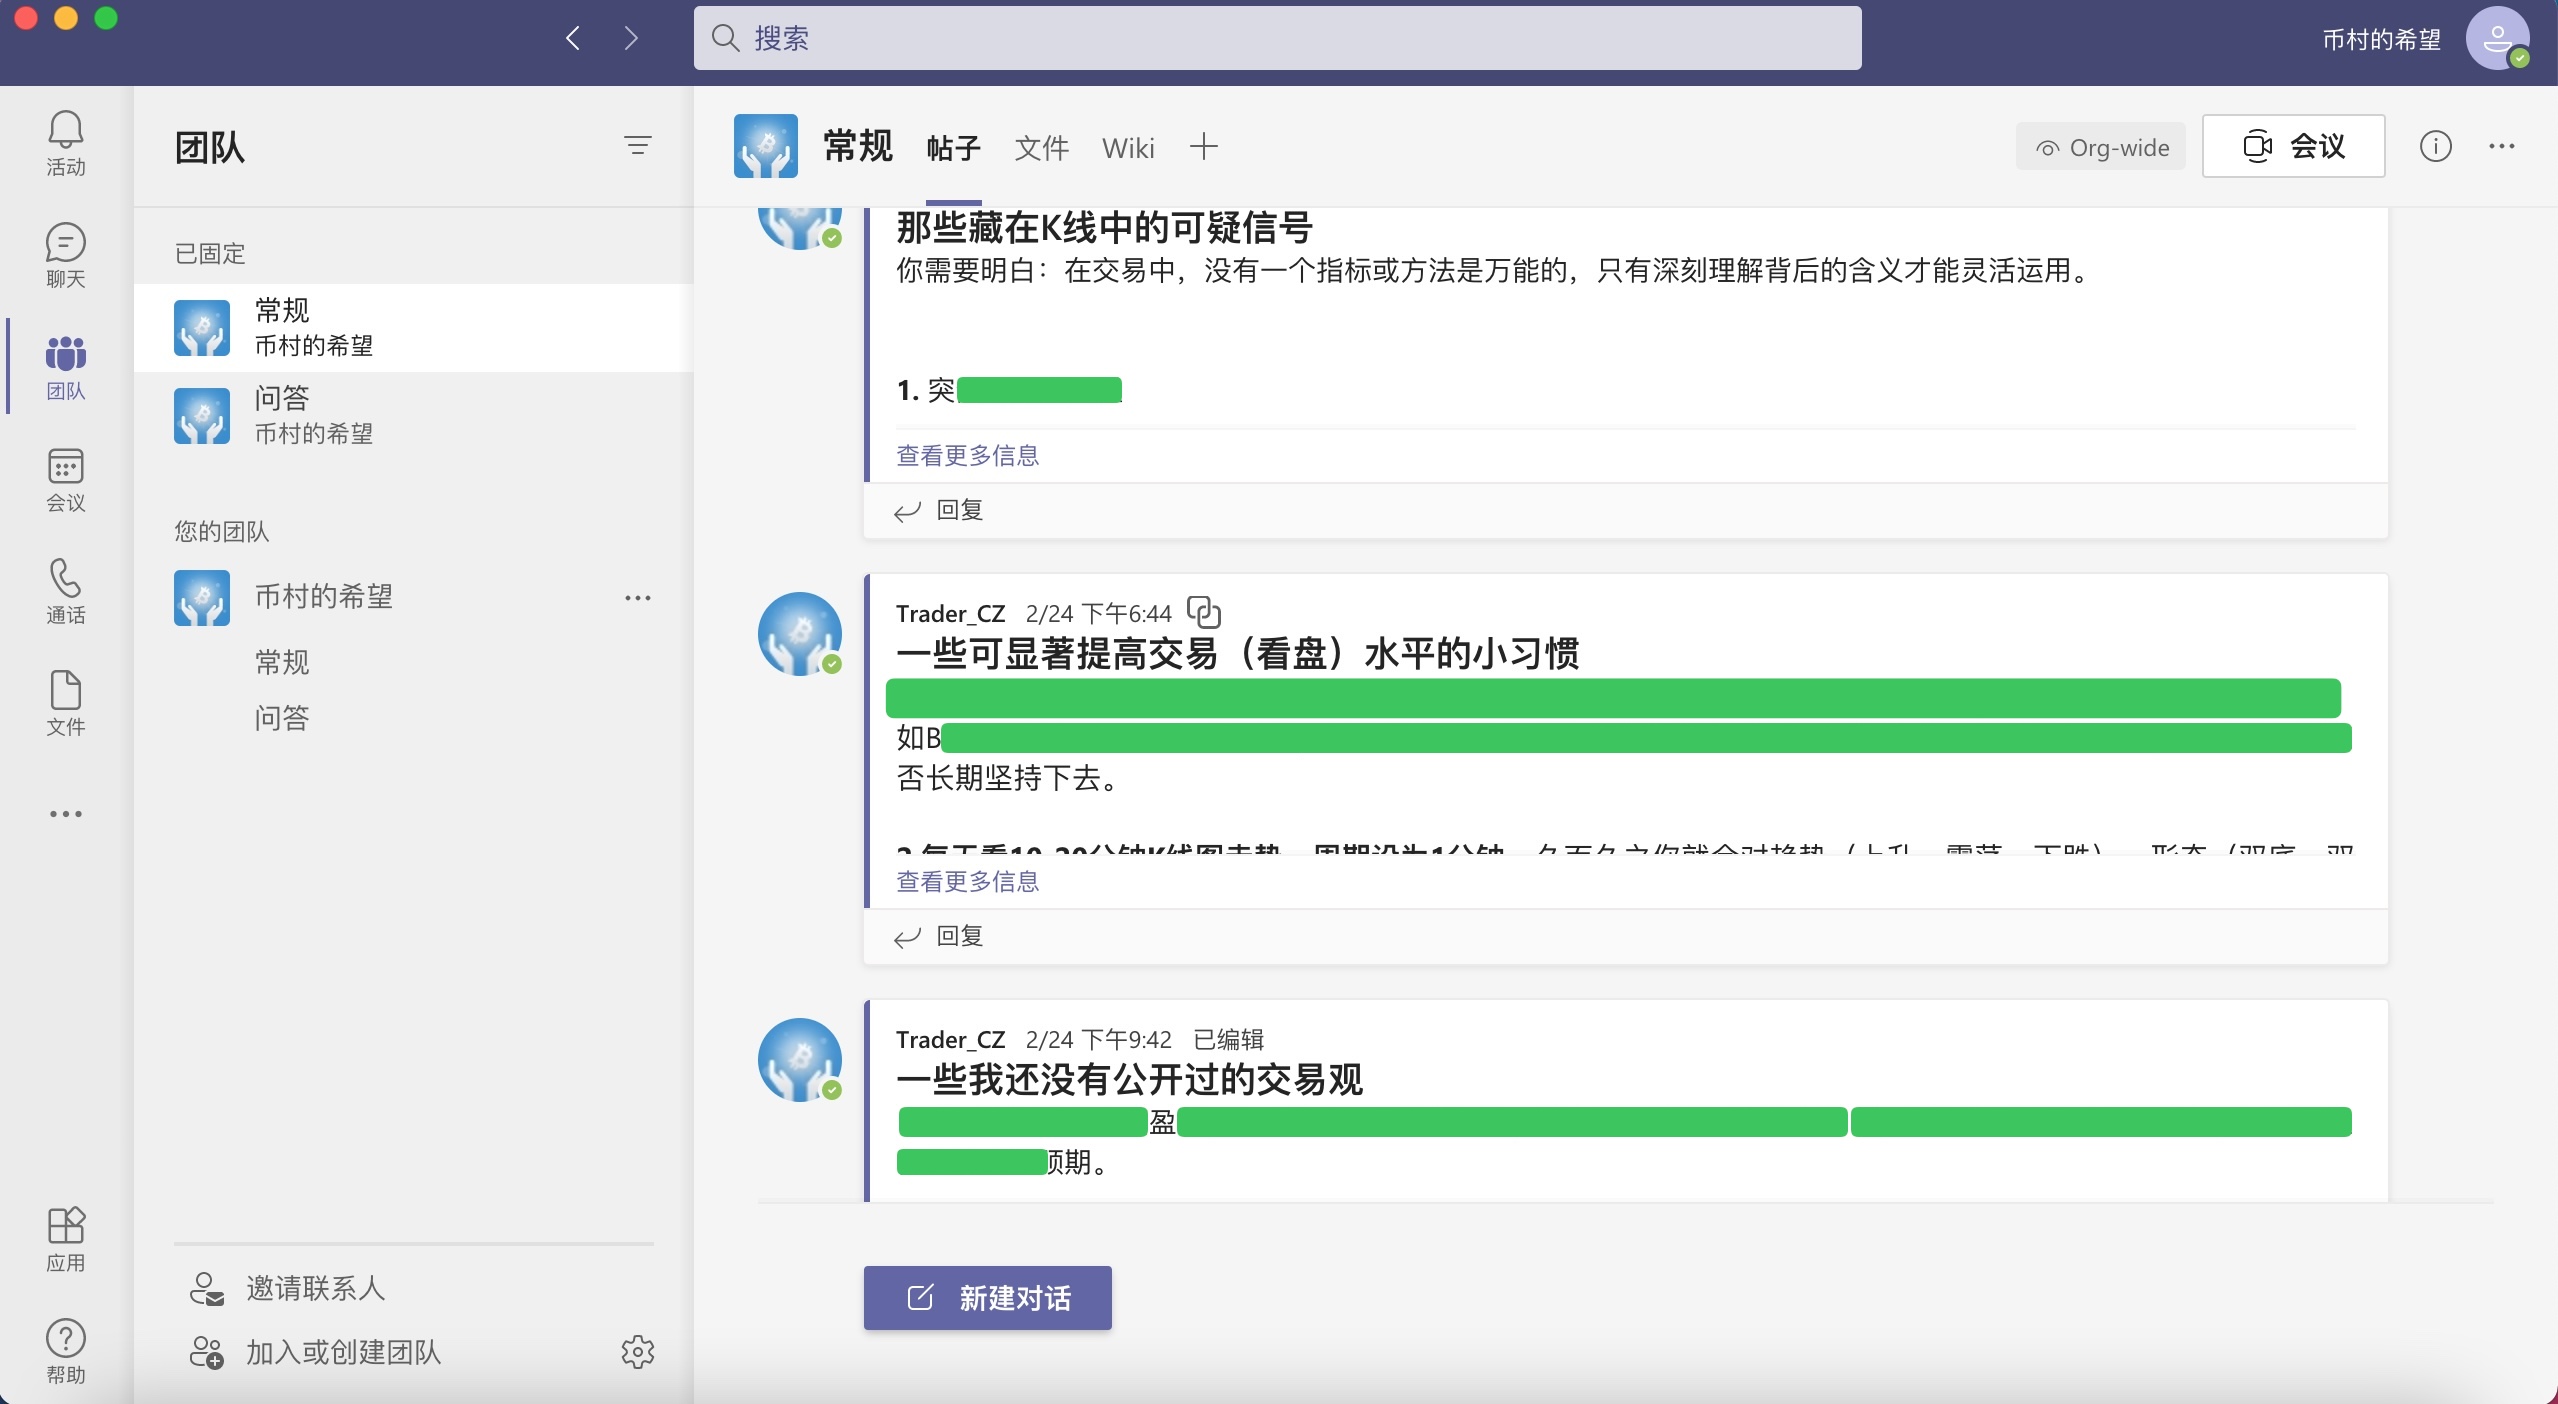 搜索
币村的希望
活动
聊天
团队
会议
通话
文件
应用
帮助
团队
已固定
常规
币村的希望
问答
币村的希望
您的团队
币村的希望
常规
问答
邀请联系人
加入或创建团队
常规 帖子 文件 Wiki
Org-wide
会议
那些藏在K线中的可疑信号
你需要明白：在交易中，没有一个指标或方法是万能的，只有深刻理解背后的含义才能灵活运用。
1. 突
查看更多信息
回复
Trader_CZ 2/24 下午6:44
一些可显著提高交易（看盘）水平的小习惯
如B
否长期坚持下去。
查看更多信息
回复
Trader_CZ 2/24 下午9:42 已编辑
一些我还没有公开过的交易观
盈
期。
新建对话